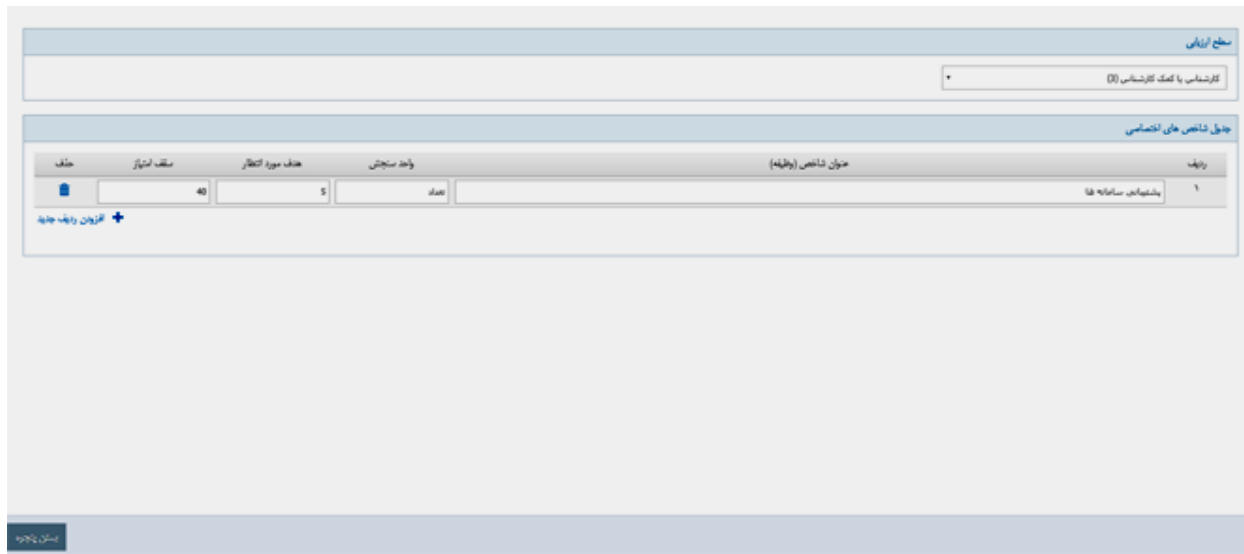 سطح ارزیابی
کارشناس یا کمک کارشناس (3)
جدول شاخص های اختصاصی
ردیف عنوان شاخص (وظیفه) واحد سنجش هدف مورد انتظار سقف امتیاز حذف
۱ پشتیبانی سامانه ها تعداد 5 40
افزودن ردیف جدید
بستن پنجره